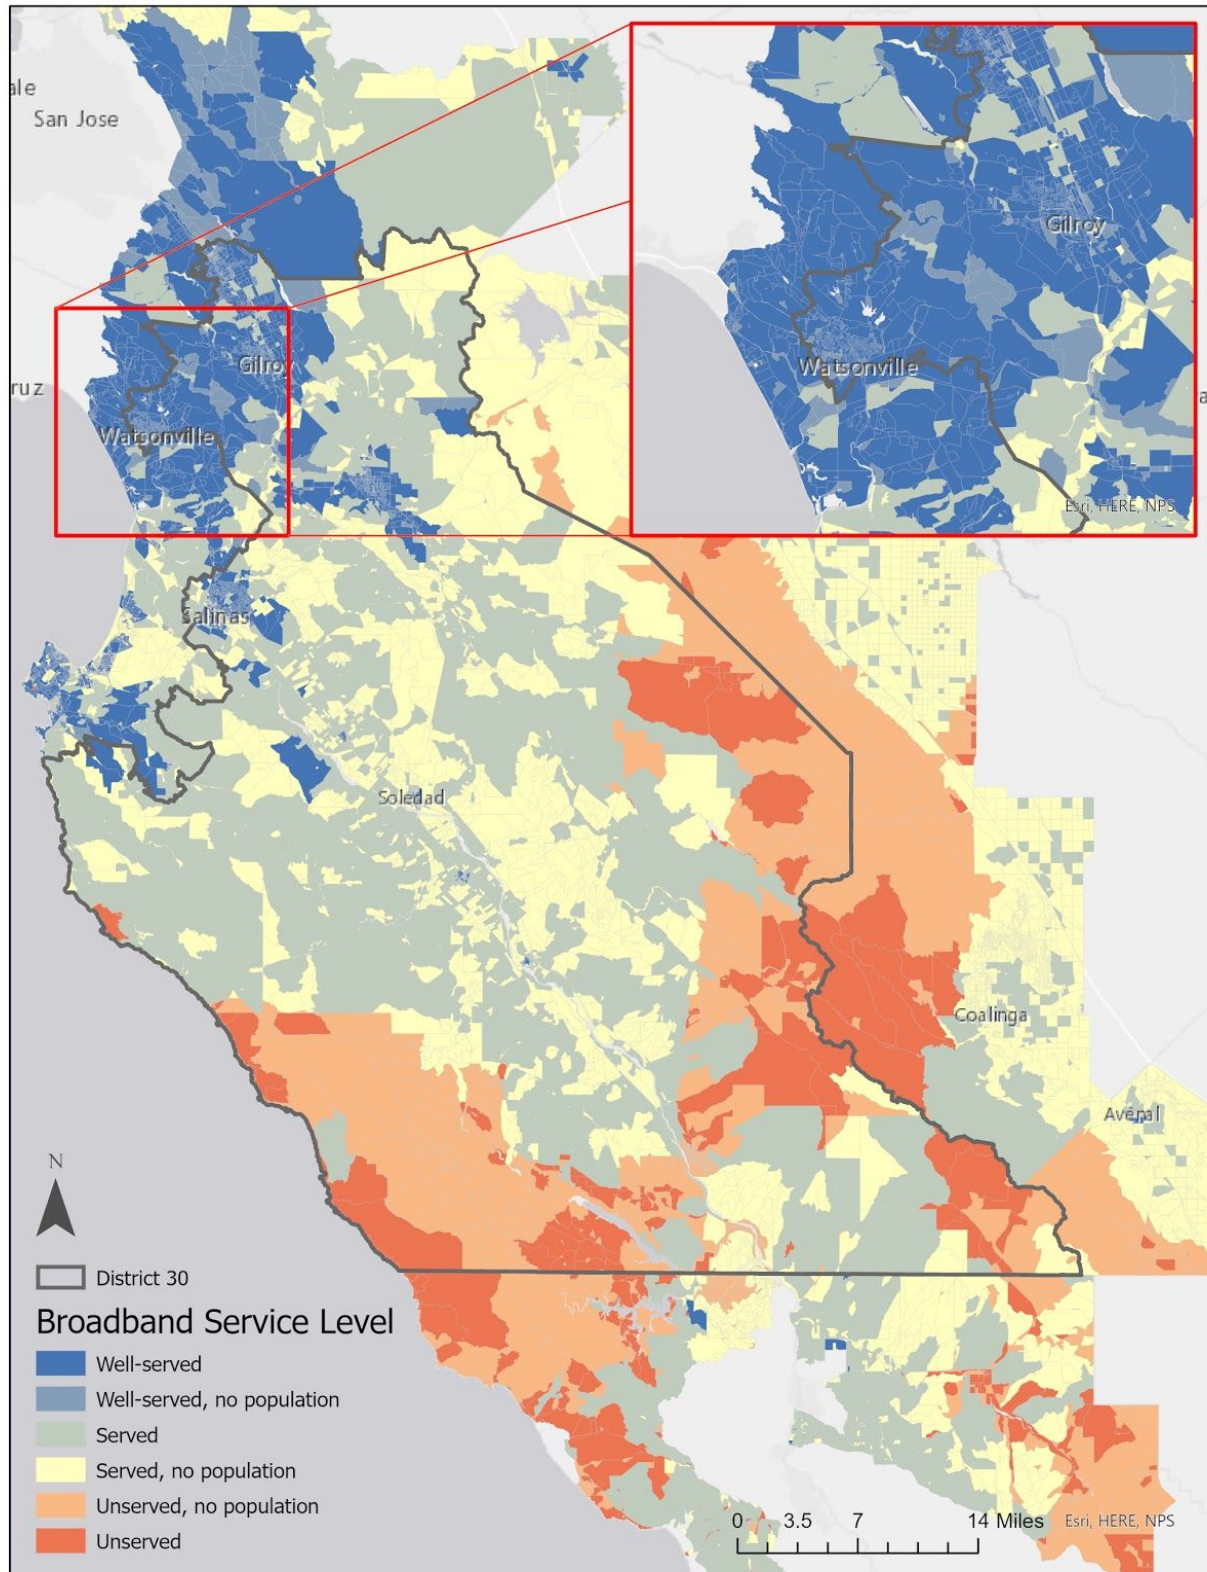 ale
San Jose
Gilroy
Watsonville
Esri, HERE, NPS
a
Gilroy
ruz
Watsonville
Salinas
Soledad
Coalinga
Avenal
N
District 30
Broadband Service Level
Well-served
Well-served, no population
Served
Served, no population
Unserved, no population
Unserved
0 3.5 7 14 Miles
Esri, HERE, NPS